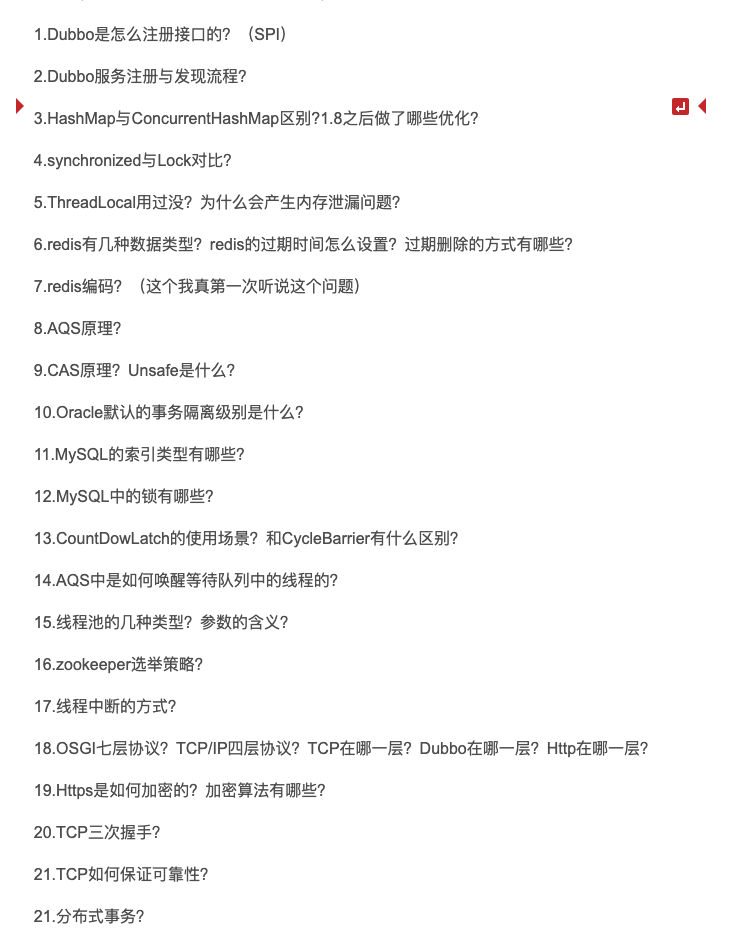 1.Dubbo是怎么注册接口的？（SPI）
2.Dubbo服务注册与发现流程？
3.HashMap与ConcurrentHashMap区别?1.8之后做了哪些优化？
4.synchronized与Lock对比？
5.ThreadLocal用过没？为什么会产生内存泄漏问题？
6.redis有几种数据类型？redis的过期时间怎么设置？过期删除的方式有哪些？
7.redis编码？（这个我真第一次听说这个问题）
8.AQS原理？
9.CAS原理？Unsafe是什么？
10.Oracle默认的事务隔离级别是什么？
11.MySQL的索引类型有哪些？
12.MySQL中的锁有哪些？
13.CountDowLatch的使用场景？和CycleBarrier有什么区别？
14.AQS中是如何唤醒等待队列中的线程的？
15.线程池的几种类型？参数的含义？
16.zookeeper选举策略？
17.线程中断的方式？
18.OSGI七层协议？TCP/IP四层协议？TCP在哪一层？Dubbo在哪一层？Http在哪一层？
19.Https是如何加密的？加密算法有哪些？
20.TCP三次握手？
21.TCP如何保证可靠性？
21.分布式事务？